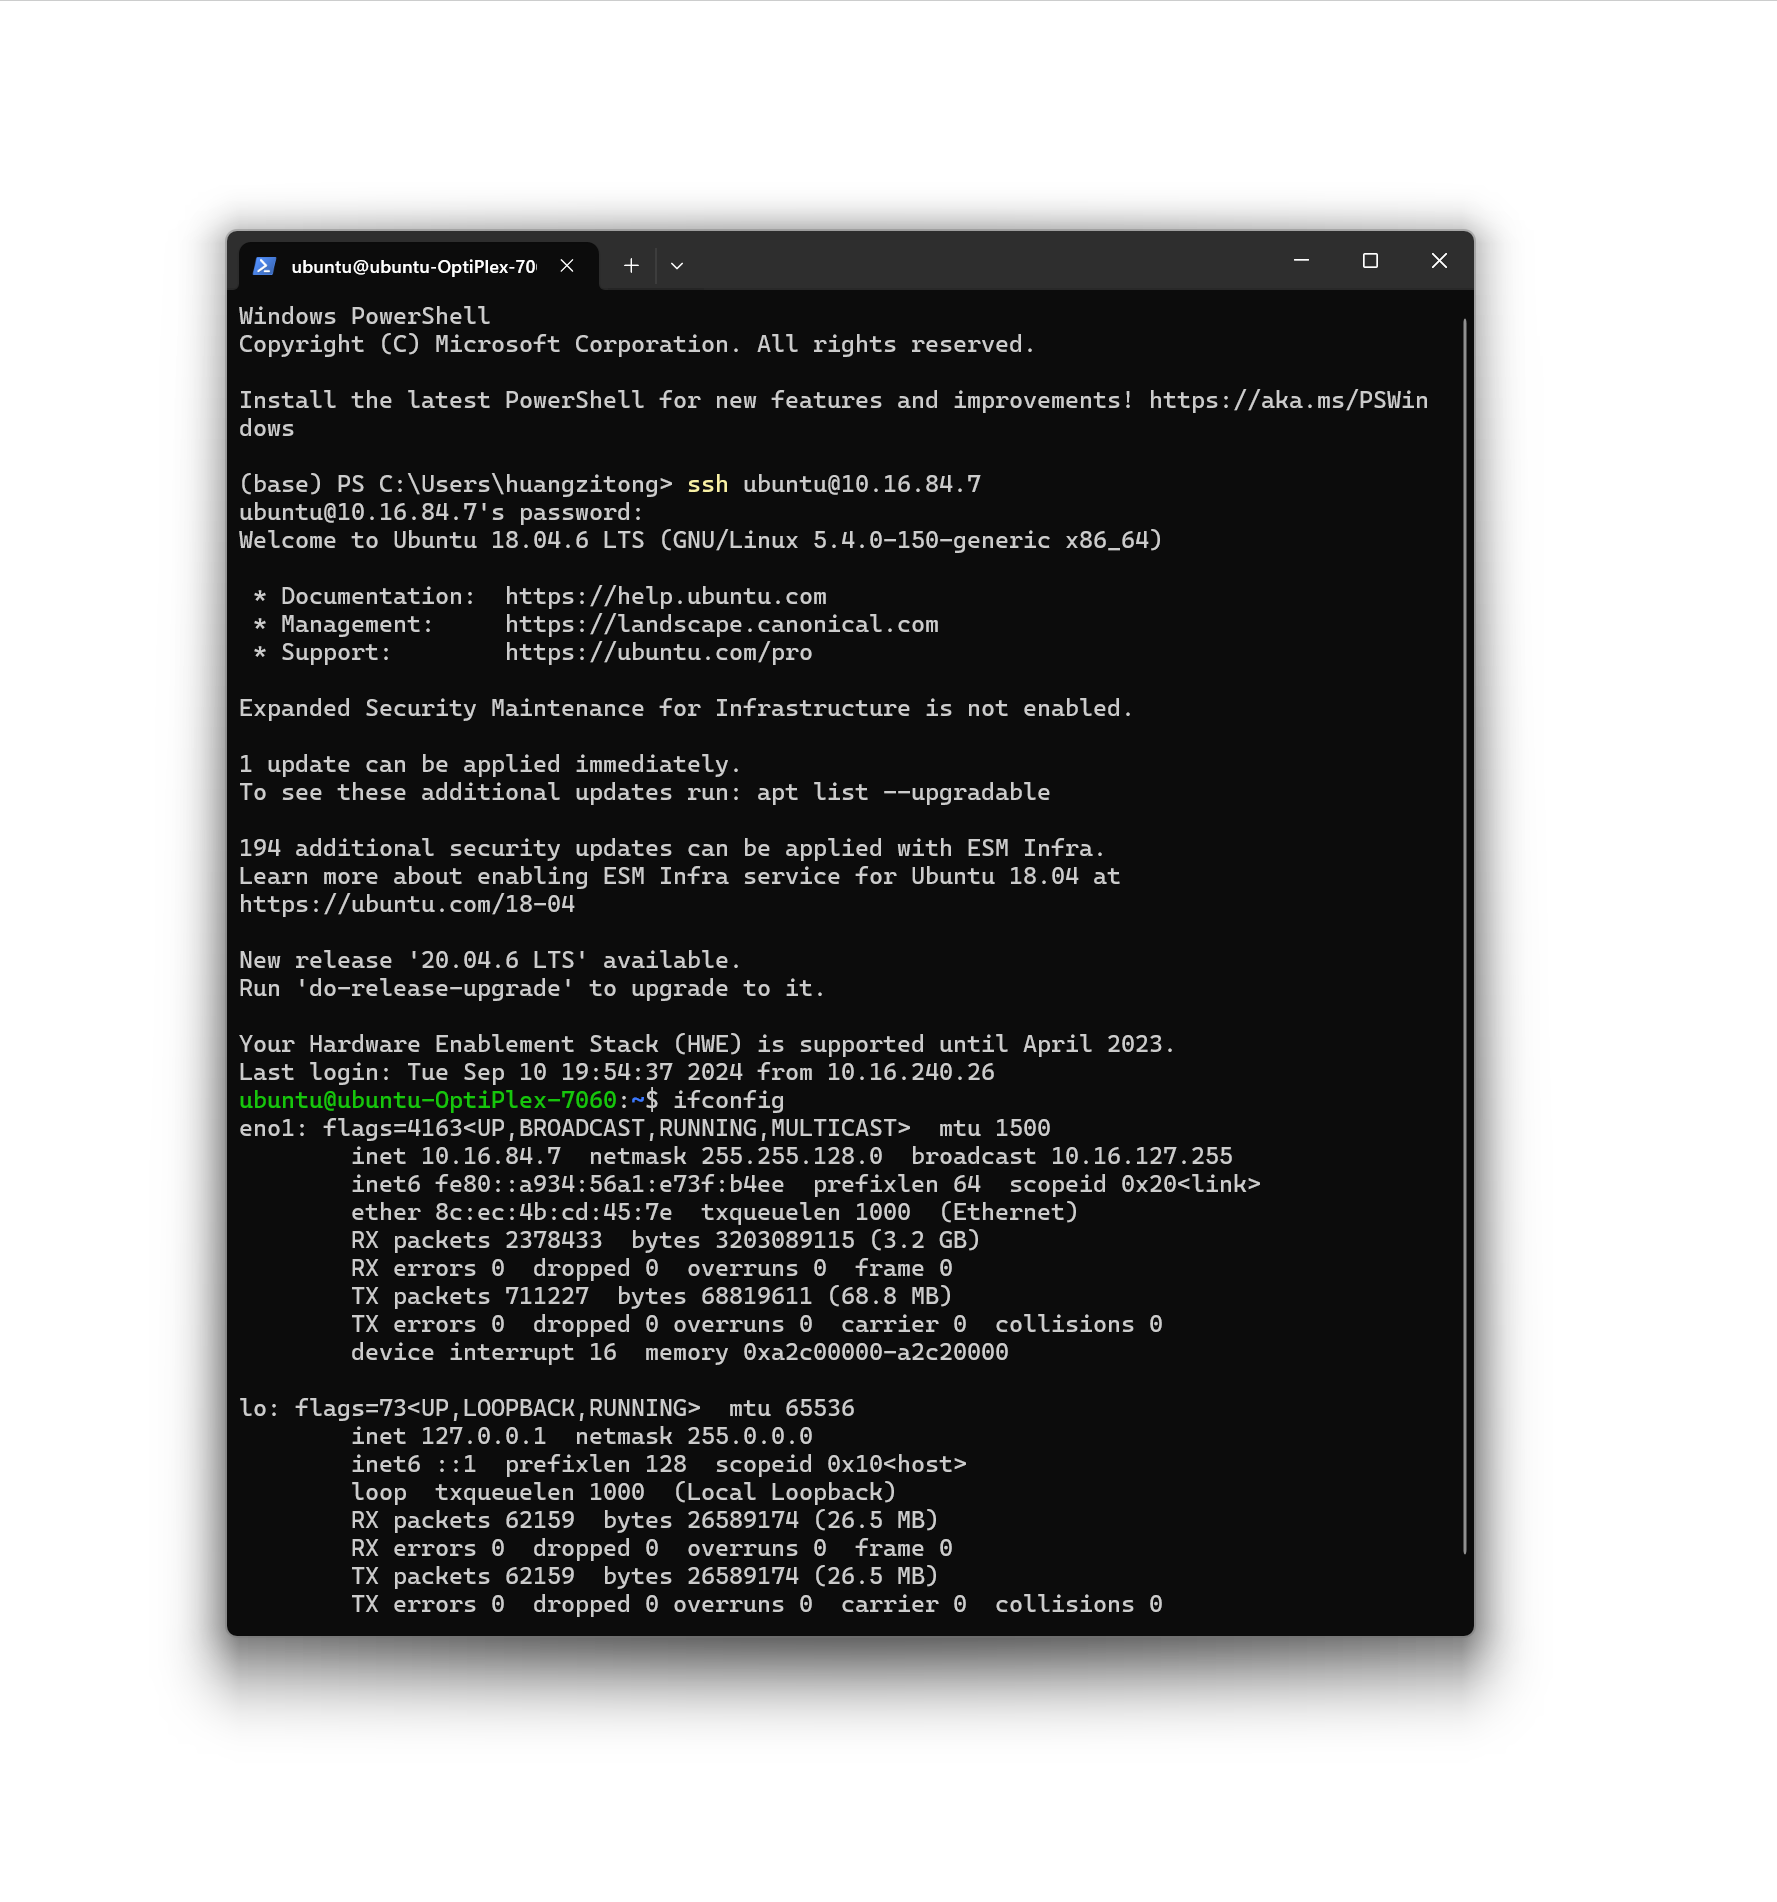 ubuntu@ubuntu-OptiPlex-70
Windows PowerShell
Copyright (C) Microsoft Corporation. All rights reserved.
Install the latest PowerShell for new features and improvements! https://aka.ms/PSWin
dows
(base) PS C:\Users\huangzitong> ssh ubuntu@10.16.84.7
ubuntu@10.16.84.7's password:
Welcome to Ubuntu 18.04.6 LTS (GNU/Linux 5.4.0-150-generic x86_64)
* Documentation:  https://help.ubuntu.com
* Management:     https://landscape.canonical.com
* Support:        https://ubuntu.com/pro
Expanded Security Maintenance for Infrastructure is not enabled.
1 update can be applied immediately.
To see these additional updates run: apt list --upgradable
194 additional security updates can be applied with ESM Infra.
Learn more about enabling ESM Infra service for Ubuntu 18.04 at
https://ubuntu.com/18-04
New release '20.04.6 LTS' available.
Run 'do-release-upgrade' to upgrade to it.
Your Hardware Enablement Stack (HWE) is supported until April 2023.
Last login: Tue Sep 10 19:54:37 2024 from 10.16.240.26
ubuntu@ubuntu-OptiPlex-7060:~$ ifconfig
eno1: flags=4163<UP,BROADCAST,RUNNING,MULTICAST>  mtu 1500
inet 10.16.84.7  netmask 255.255.128.0  broadcast 10.16.127.255
inet6 fe80::a934:56a1:e73f:b4ee  prefixlen 64  scopeid 0x20<link>
ether 8c:ec:4b:cd:45:7e  txqueuelen 1000  (Ethernet)
RX packets 2378433  bytes 3203089115 (3.2 GB)
RX errors 0  dropped 0  overruns 0  frame 0
TX packets 711227  bytes 68819611 (68.8 MB)
TX errors 0  dropped 0 overruns 0  carrier 0  collisions 0
device interrupt 16  memory 0xa2c00000-a2c20000
lo: flags=73<UP,LOOPBACK,RUNNING>  mtu 65536
inet 127.0.0.1  netmask 255.0.0.0
inet6 ::1  prefixlen 128  scopeid 0x10<host>
loop  txqueuelen 1000  (Local Loopback)
RX packets 62159  bytes 26589174 (26.5 MB)
RX errors 0  dropped 0  overruns 0  frame 0
TX packets 62159  bytes 26589174 (26.5 MB)
TX errors 0  dropped 0 overruns 0  carrier 0  collisions 0